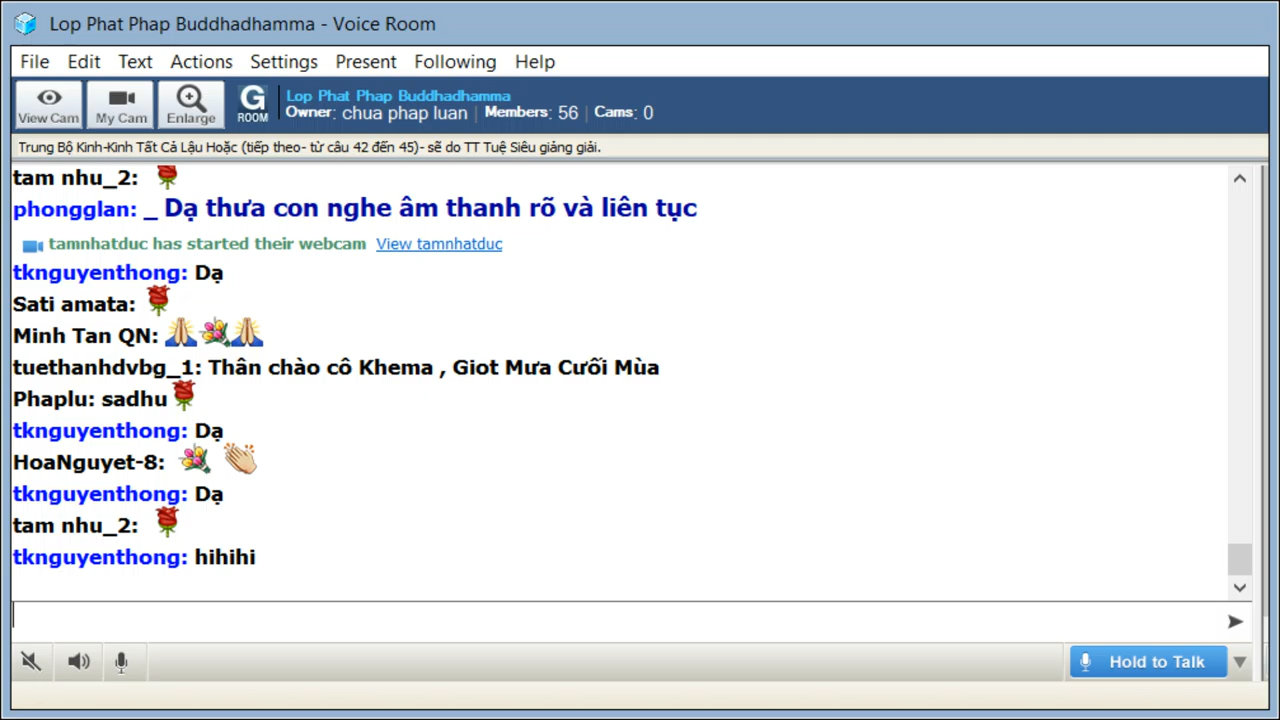 Lop Phat Phap Buddhadhamma - Voice Room
File Edit Text Actions Settings Present Following Help
View Cam My Cam Enlarge G ROOM
Lop Phat Phap Buddhadhamma
Owner: chua phap luan | Members: 56 | Cams: 0
Trung Bộ Kinh-Kinh Tất Cả Lậu Hoặc (tiếp theo- từ câu 42 đến 45)- sẽ do TT Tuệ Siêu giảng giải.
tam nhu_2:
phongglan: _ Dạ thưa con nghe âm thanh rõ và liên tục
tamnhatduc has started their webcam View tamnhatduc
tknguyenthong: Dạ
Sati amata:
Minh Tan QN:
tuethanhdvbg_1: Thân chào cô Khema , Giot Mưa Cưối Mùa
Phaplu: sadhu
tknguyenthong: Dạ
HoaNguyet-8:
tknguyenthong: Dạ
tam nhu_2:
tknguyenthong: hihihi
Hold to Talk